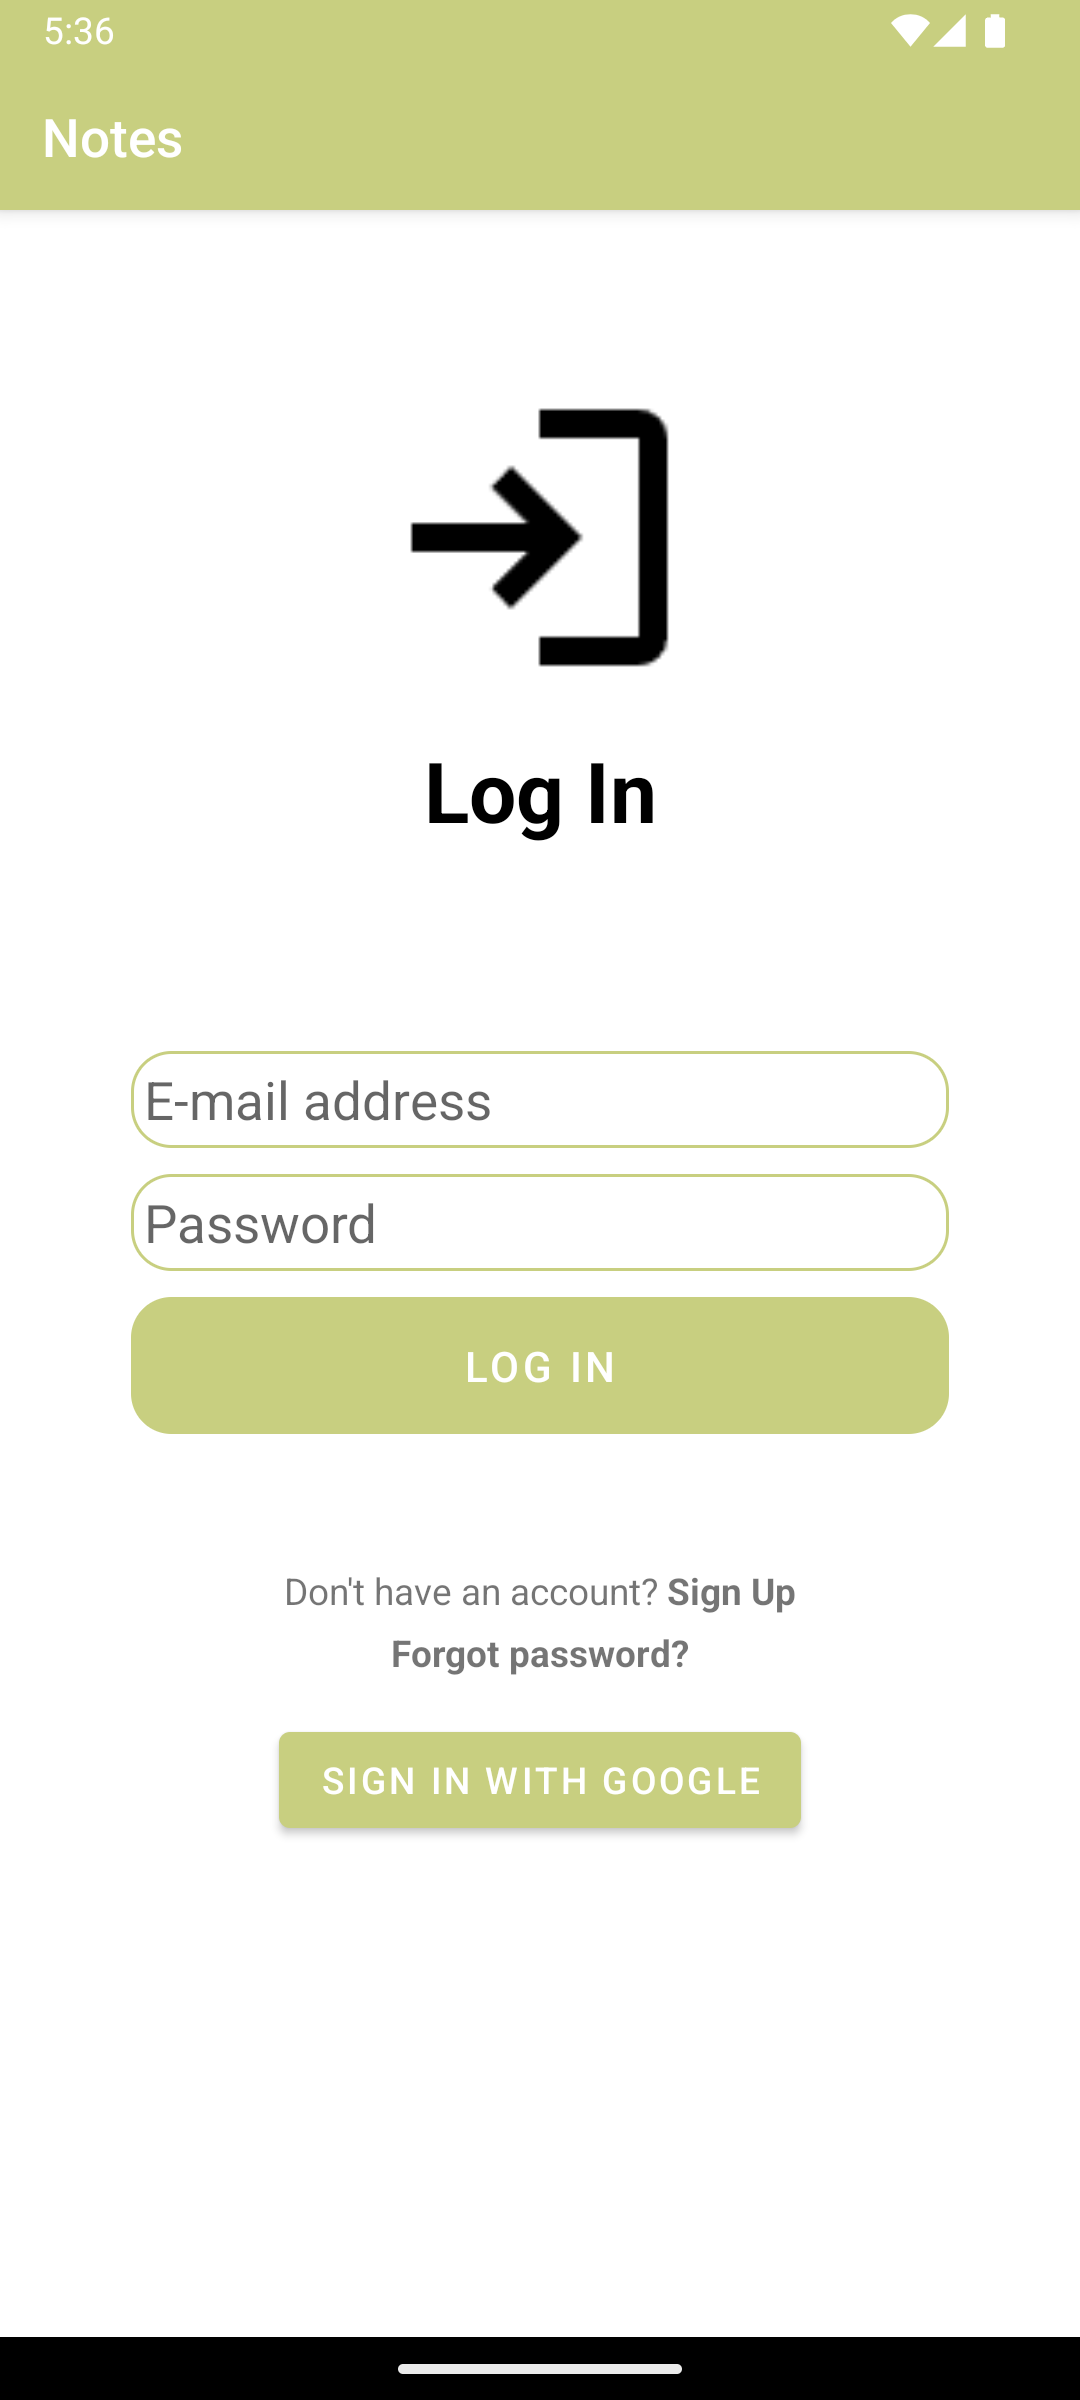 5:36
Notes
Log In
E-mail address
Password
LOG IN
Don't have an account? Sign Up
Forgot password?
SIGN IN WITH GOOGLE